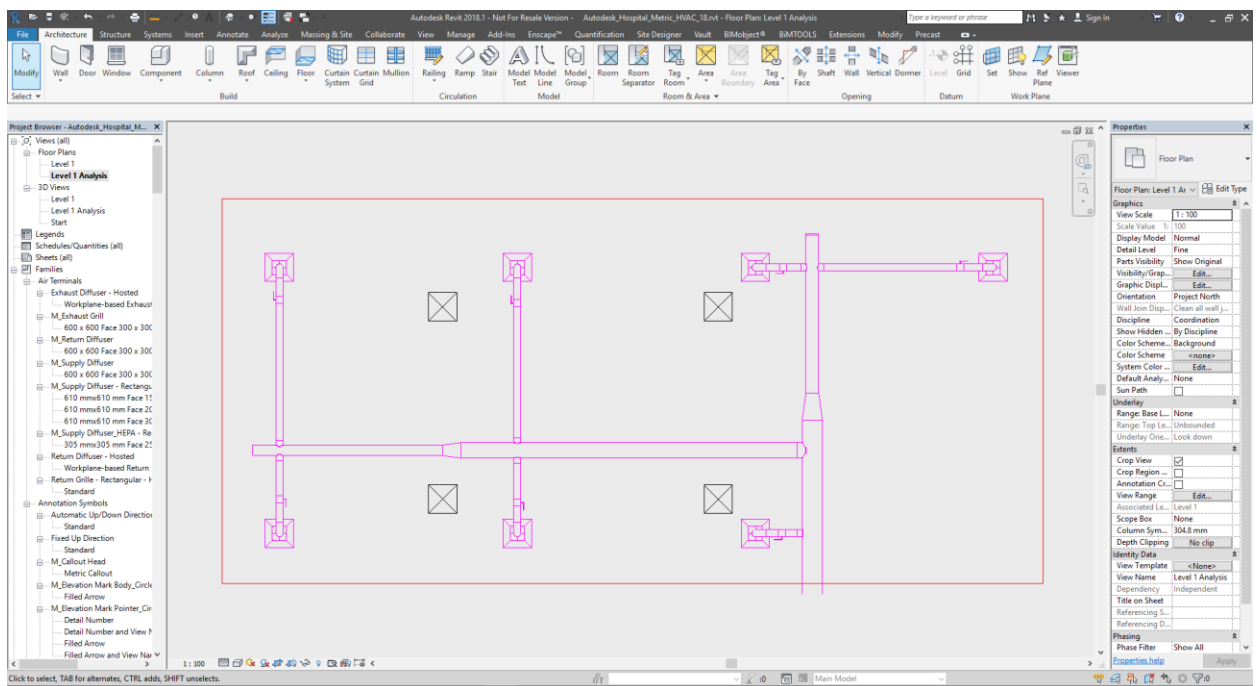 Autodesk Revit 2018.1 - Not For Resale Version - Autodesk_Hospital_Metric_HVAC_18.rvt - Floor Plan: Level 1 Analysis
Type a keyword or phrase
Sign In
File Architecture Structure Systems Insert Annotate Analyze Massing & Site Collaborate View Manage Add-Ins Enscape™ Quantification Site Designer Vault BIMobject® BiMTOOLS Extensions Modify Precast
Modify Wall Door Window Component Column Roof Ceiling Floor Curtain System Curtain Grid Mullion Railing Ramp Stair Model Text Model Line Model Group Room Room Separator Tag Room Area Area Boundary Tag Area By Face Shaft Wall Vertical Dormer Level Grid Set Show Ref Plane Viewer
Select Build Circulation Model Room & Area Opening Datum Work Plane
Project Browser - Autodesk_Hospital_M...
Views (all)
Floor Plans
Level 1
Level 1 Analysis
3D Views
Level 1
Level 1 Analysis
Start
Legends
Schedules/Quantities (all)
Sheets (all)
Families
Air Terminals
Exhaust Diffuser - Hosted
Workplane-based Exhaust
M_Exhaust Grill
600 x 600 Face 300 x 300
M_Return Diffuser
600 x 600 Face 300 x 300
M_Supply Diffuser
600 x 600 Face 300 x 300
M_Supply Diffuser - Rectangu
610 mmx610 mm Face 15
610 mmx610 mm Face 20
610 mmx610 mm Face 30
M_Supply Diffuser_HEPA - Re
305 mmx305 mm Face 25
Return Diffuser - Hosted
Workplane-based Return
Return Grille - Rectangular - H
Standard
Annotation Symbols
Automatic Up/Down Direction
Standard
Fixed Up Direction
Standard
M_Callout Head
Metric Callout
M_Elevation Mark Body_Circle
Filled Arrow
M_Elevation Mark Pointer_Cir
Detail Number
Detail Number and View N
Filled Arrow
Filled Arrow and View Nar
Properties
Floor Plan
Floor Plan: Level 1 Ar Edit Type
Graphics
View Scale 1 : 100
Scale Value 1: 100
Display Model Normal
Detail Level Fine
Parts Visibility Show Original
Visibility/Grap... Edit...
Graphic Displ... Edit...
Orientation Project North
Wall Join Disp... Clean all wall j...
Discipline Coordination
Show Hidden ... By Discipline
Color Scheme... Background
Color Scheme <none>
System Color ... Edit...
Default Analy... None
Sun Path
Underlay
Range: Base L... None
Range: Top Le... Unbounded
Underlay Orie... Look down
Extents
Crop View
Crop Region ...
Annotation Cr...
View Range Edit...
Associated Le... Level 1
Scope Box None
Column Sym... 304.8 mm
Depth Clipping No clip
Identity Data
View Template <None>
View Name Level 1 Analysis
Dependency Independent
Title on Sheet
Referencing S...
Referencing D...
Phasing
Phase Filter Show All
Properties help Apply
1 : 100
Click to select, TAB for alternates, CTRL adds, SHIFT unselects.
:0
Main Model
:0